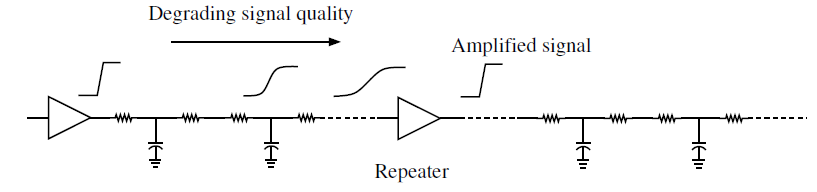 Degrading signal quality
Amplified signal
Repeater